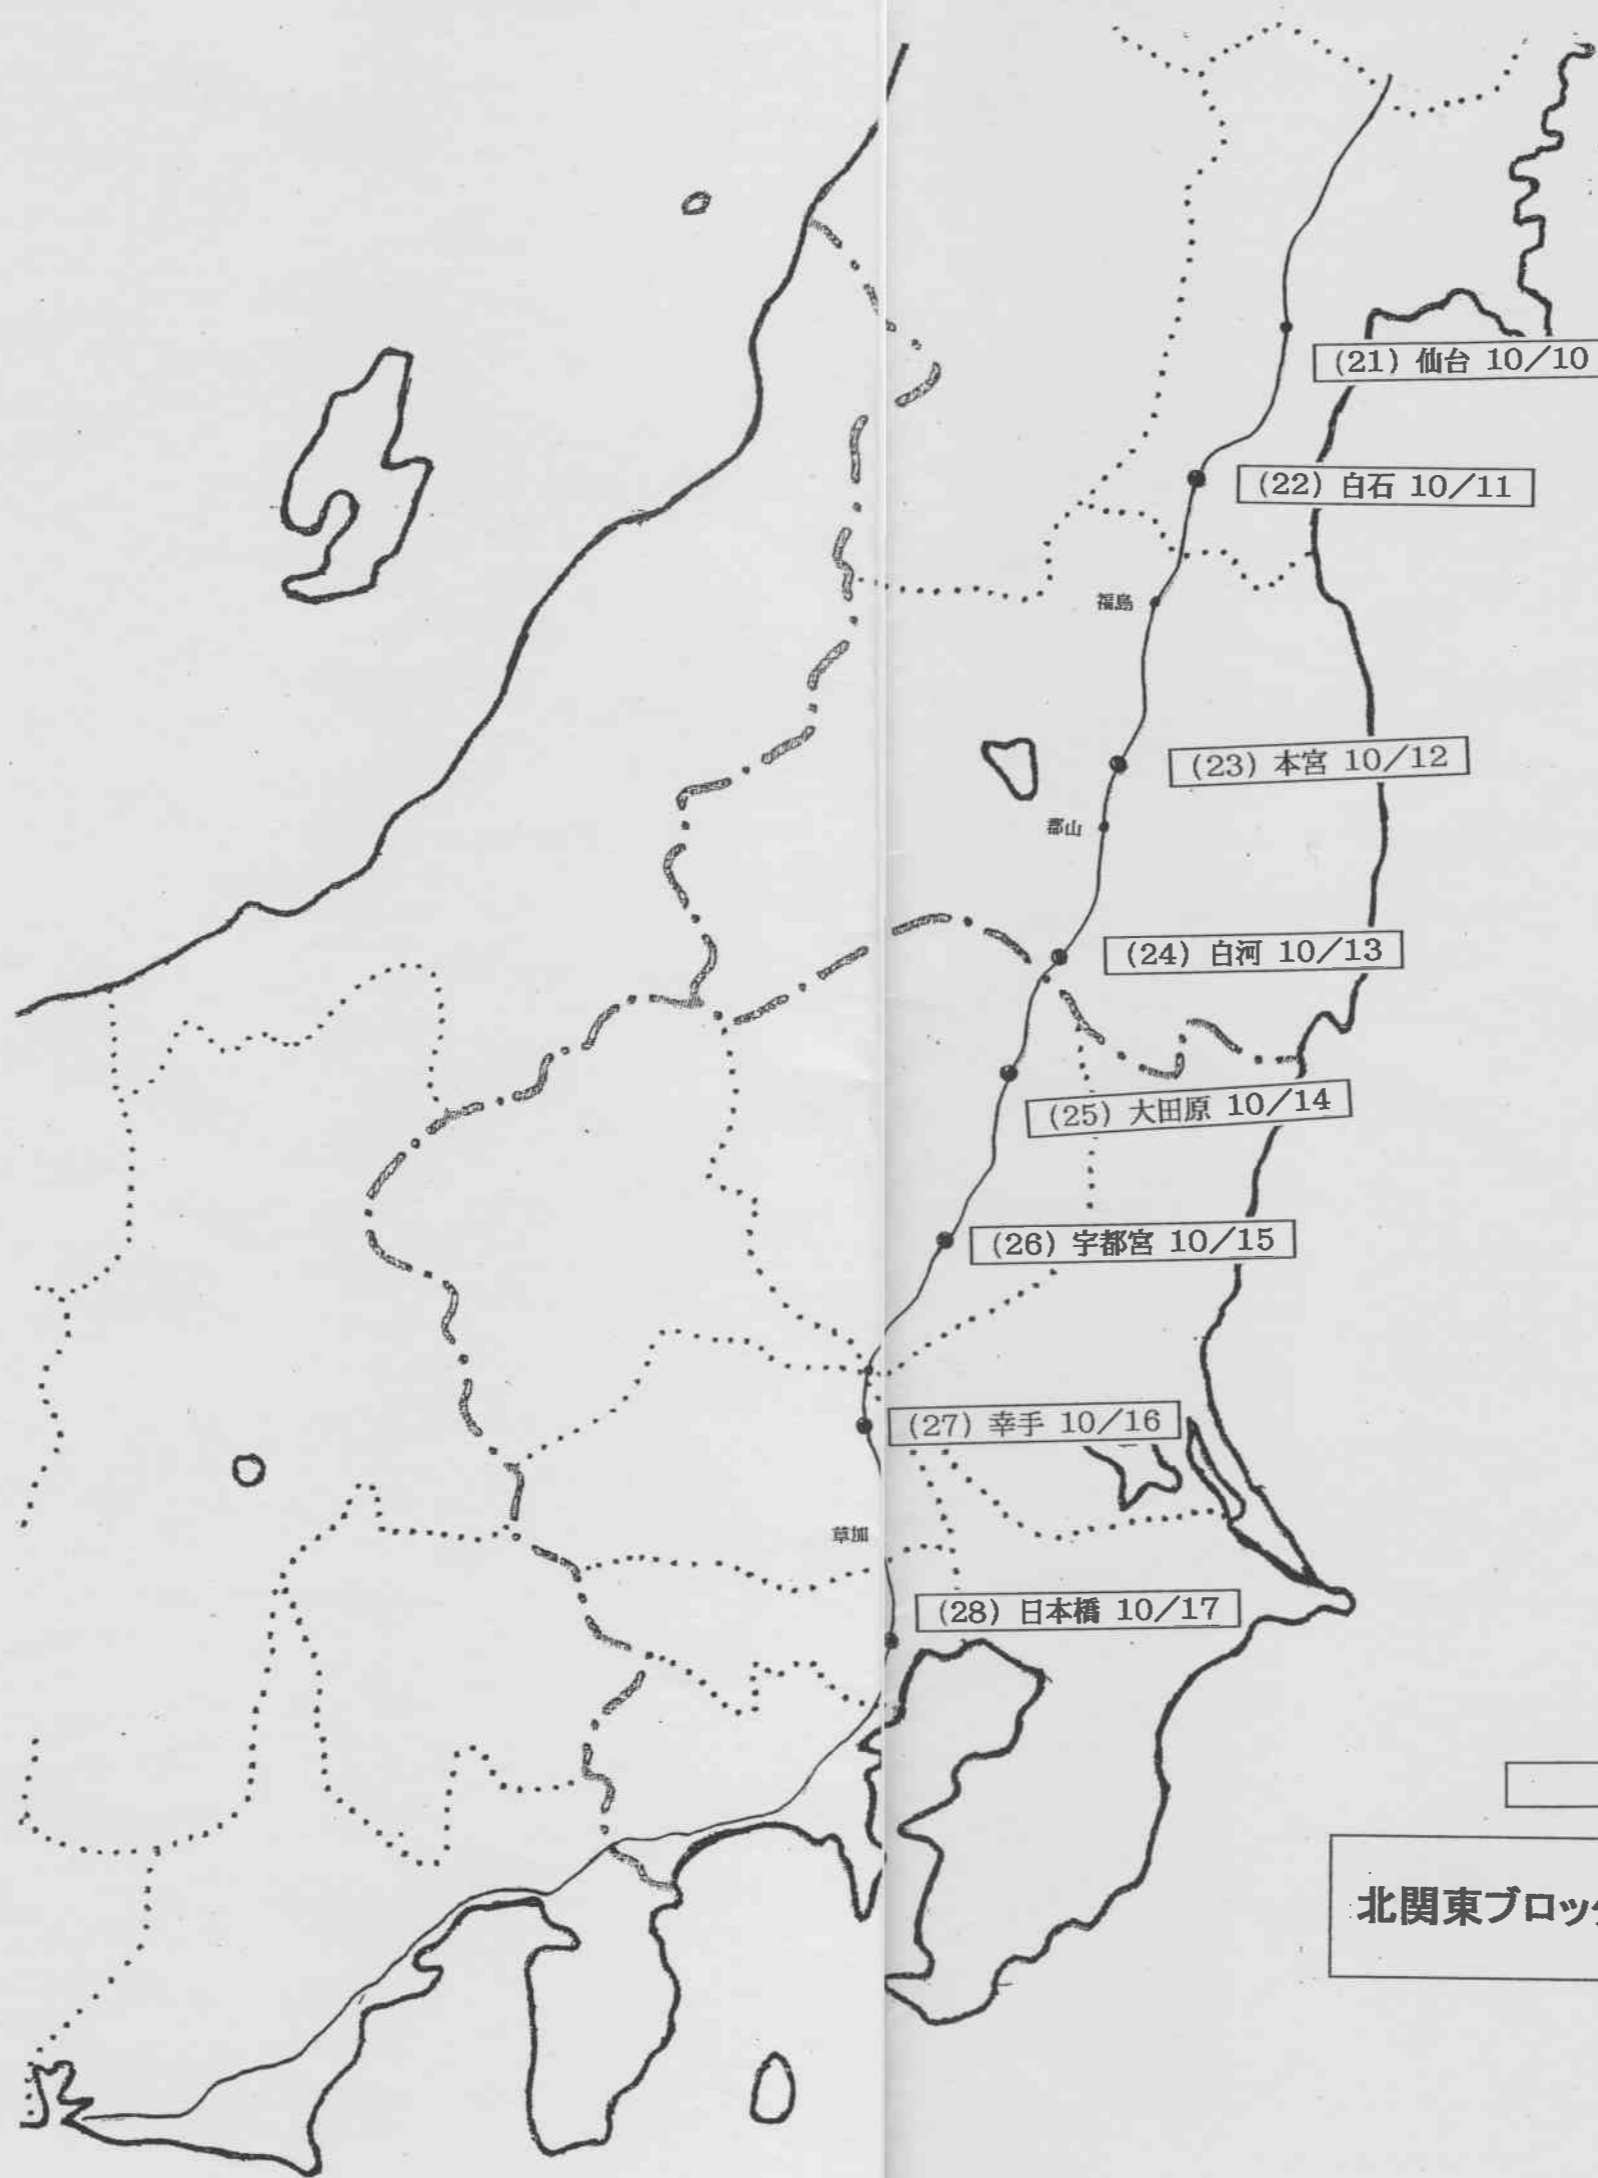 (21) 仙台 10/10
(22) 白石 10/11
福島
(23) 本宮 10/12
郡山
(24) 白河 10/13
(25) 大田原 10/14
(26) 宇都宮 10/15
(27) 幸手 10/16
草加
(28) 日本橋 10/17
北関東ブロック